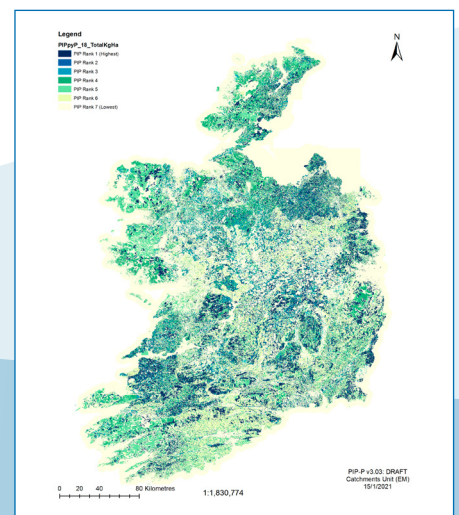 Legend
PIPpyP_18_TotalKgHa
PIP Rank 1 (Highest)
PIP Rank 2
PIP Rank 3
PIP Rank 4
PIP Rank 5
PIP Rank 6
PIP Rank 7 (Lowest)
N
0 20 40 80 Kilometres
1:1,830,774
PIP-P v3.03: DRAFT
Catchments Unit (EM)
15/1/2021